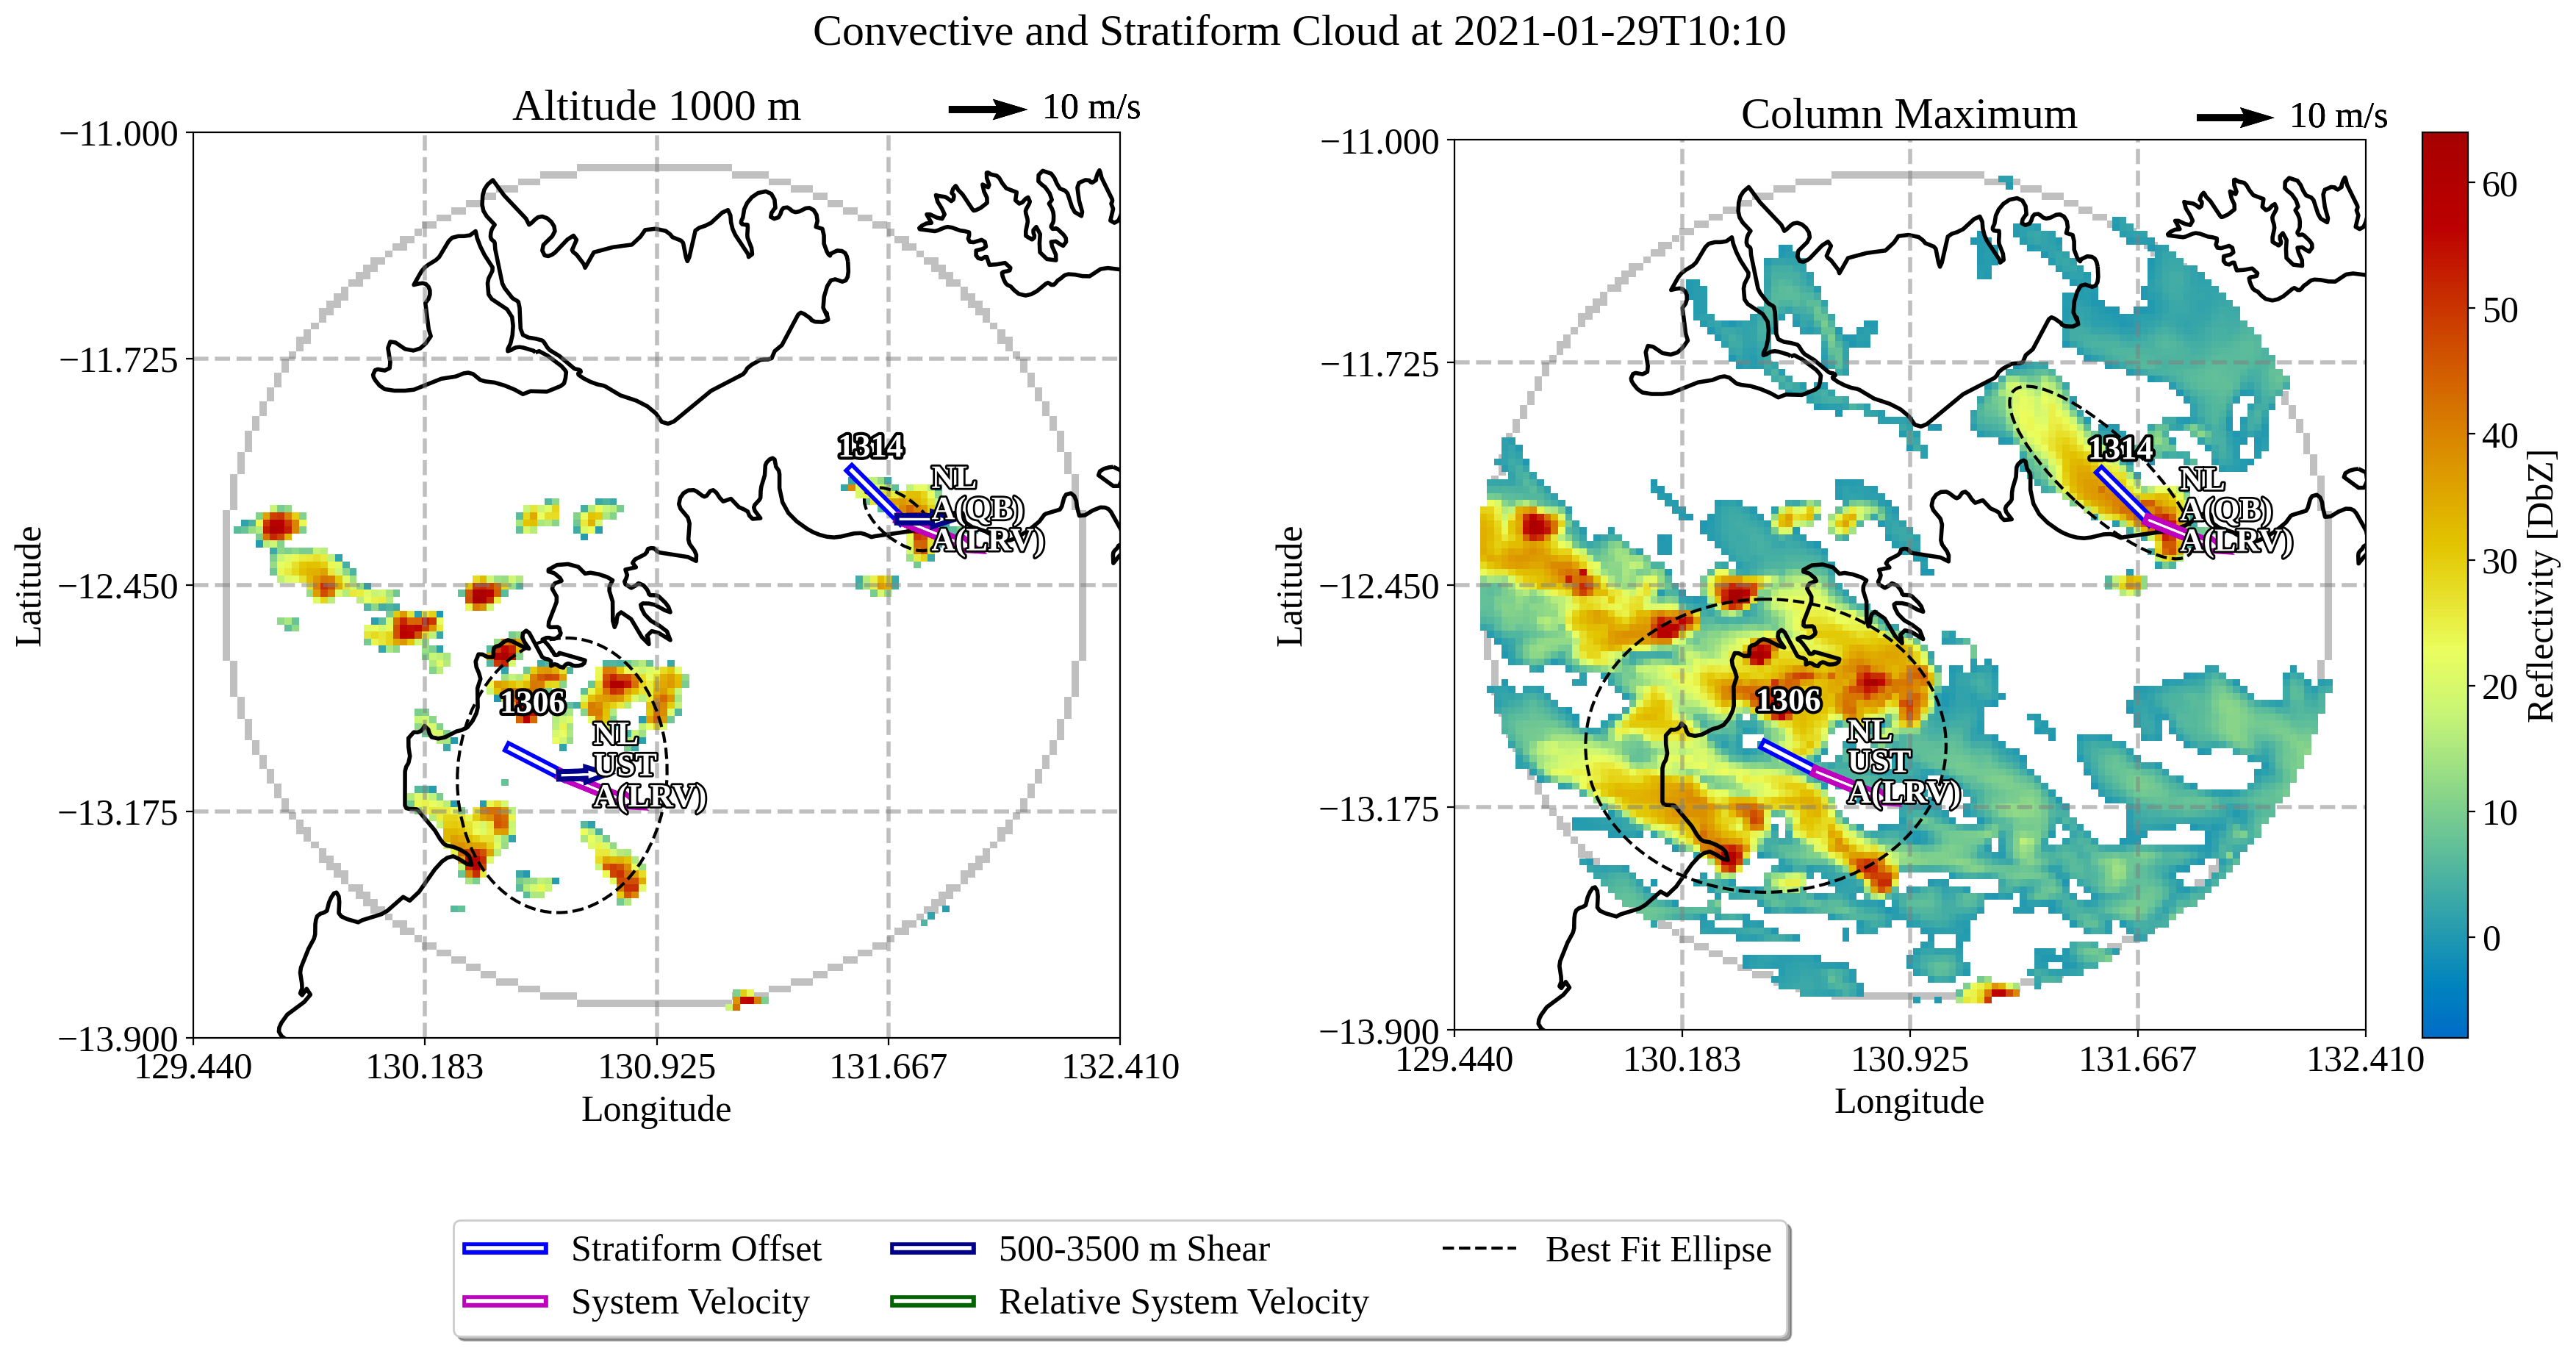 Convective and Stratiform Cloud at 2021-01-29T10:10
Altitude 1000 m
10 m/s
−11.000
−11.725
−12.450
−13.175
−13.900
Latitude
1314
NL
A(QB)
A(LRV)
1306
NL
UST
A(LRV)
129.440
130.183
130.925
131.667
132.410
Longitude
Column Maximum
10 m/s
−11.000
−11.725
−12.450
−13.175
−13.900
Latitude
1314
NL
A(QB)
A(LRV)
1306
NL
UST
A(LRV)
129.440
130.183
130.925
131.667
132.410
Longitude
60
50
40
30
20
10
0
Reflectivity [DbZ]
Stratiform Offset
System Velocity
500-3500 m Shear
Relative System Velocity
Best Fit Ellipse